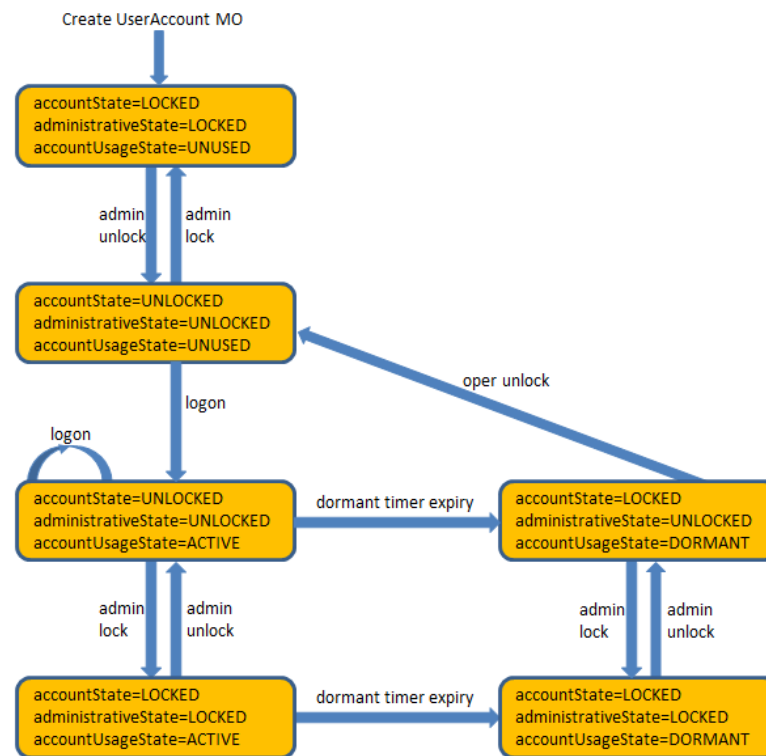 Create UserAccount MO
accountState=LOCKED
administrativeState=LOCKED
accountUsageState=UNUSED
admin
unlock
admin
lock
accountState=UNLOCKED
administrativeState=UNLOCKED
accountUsageState=UNUSED
oper unlock
logon
logon
accountState=UNLOCKED
administrativeState=UNLOCKED
accountUsageState=ACTIVE
dormant timer expiry
accountState=LOCKED
administrativeState=UNLOCKED
accountUsageState=DORMANT
admin
lock
admin
unlock
admin
lock
admin
unlock
accountState=LOCKED
administrativeState=LOCKED
accountUsageState=ACTIVE
dormant timer expiry
accountState=LOCKED
administrativeState=LOCKED
accountUsageState=DORMANT